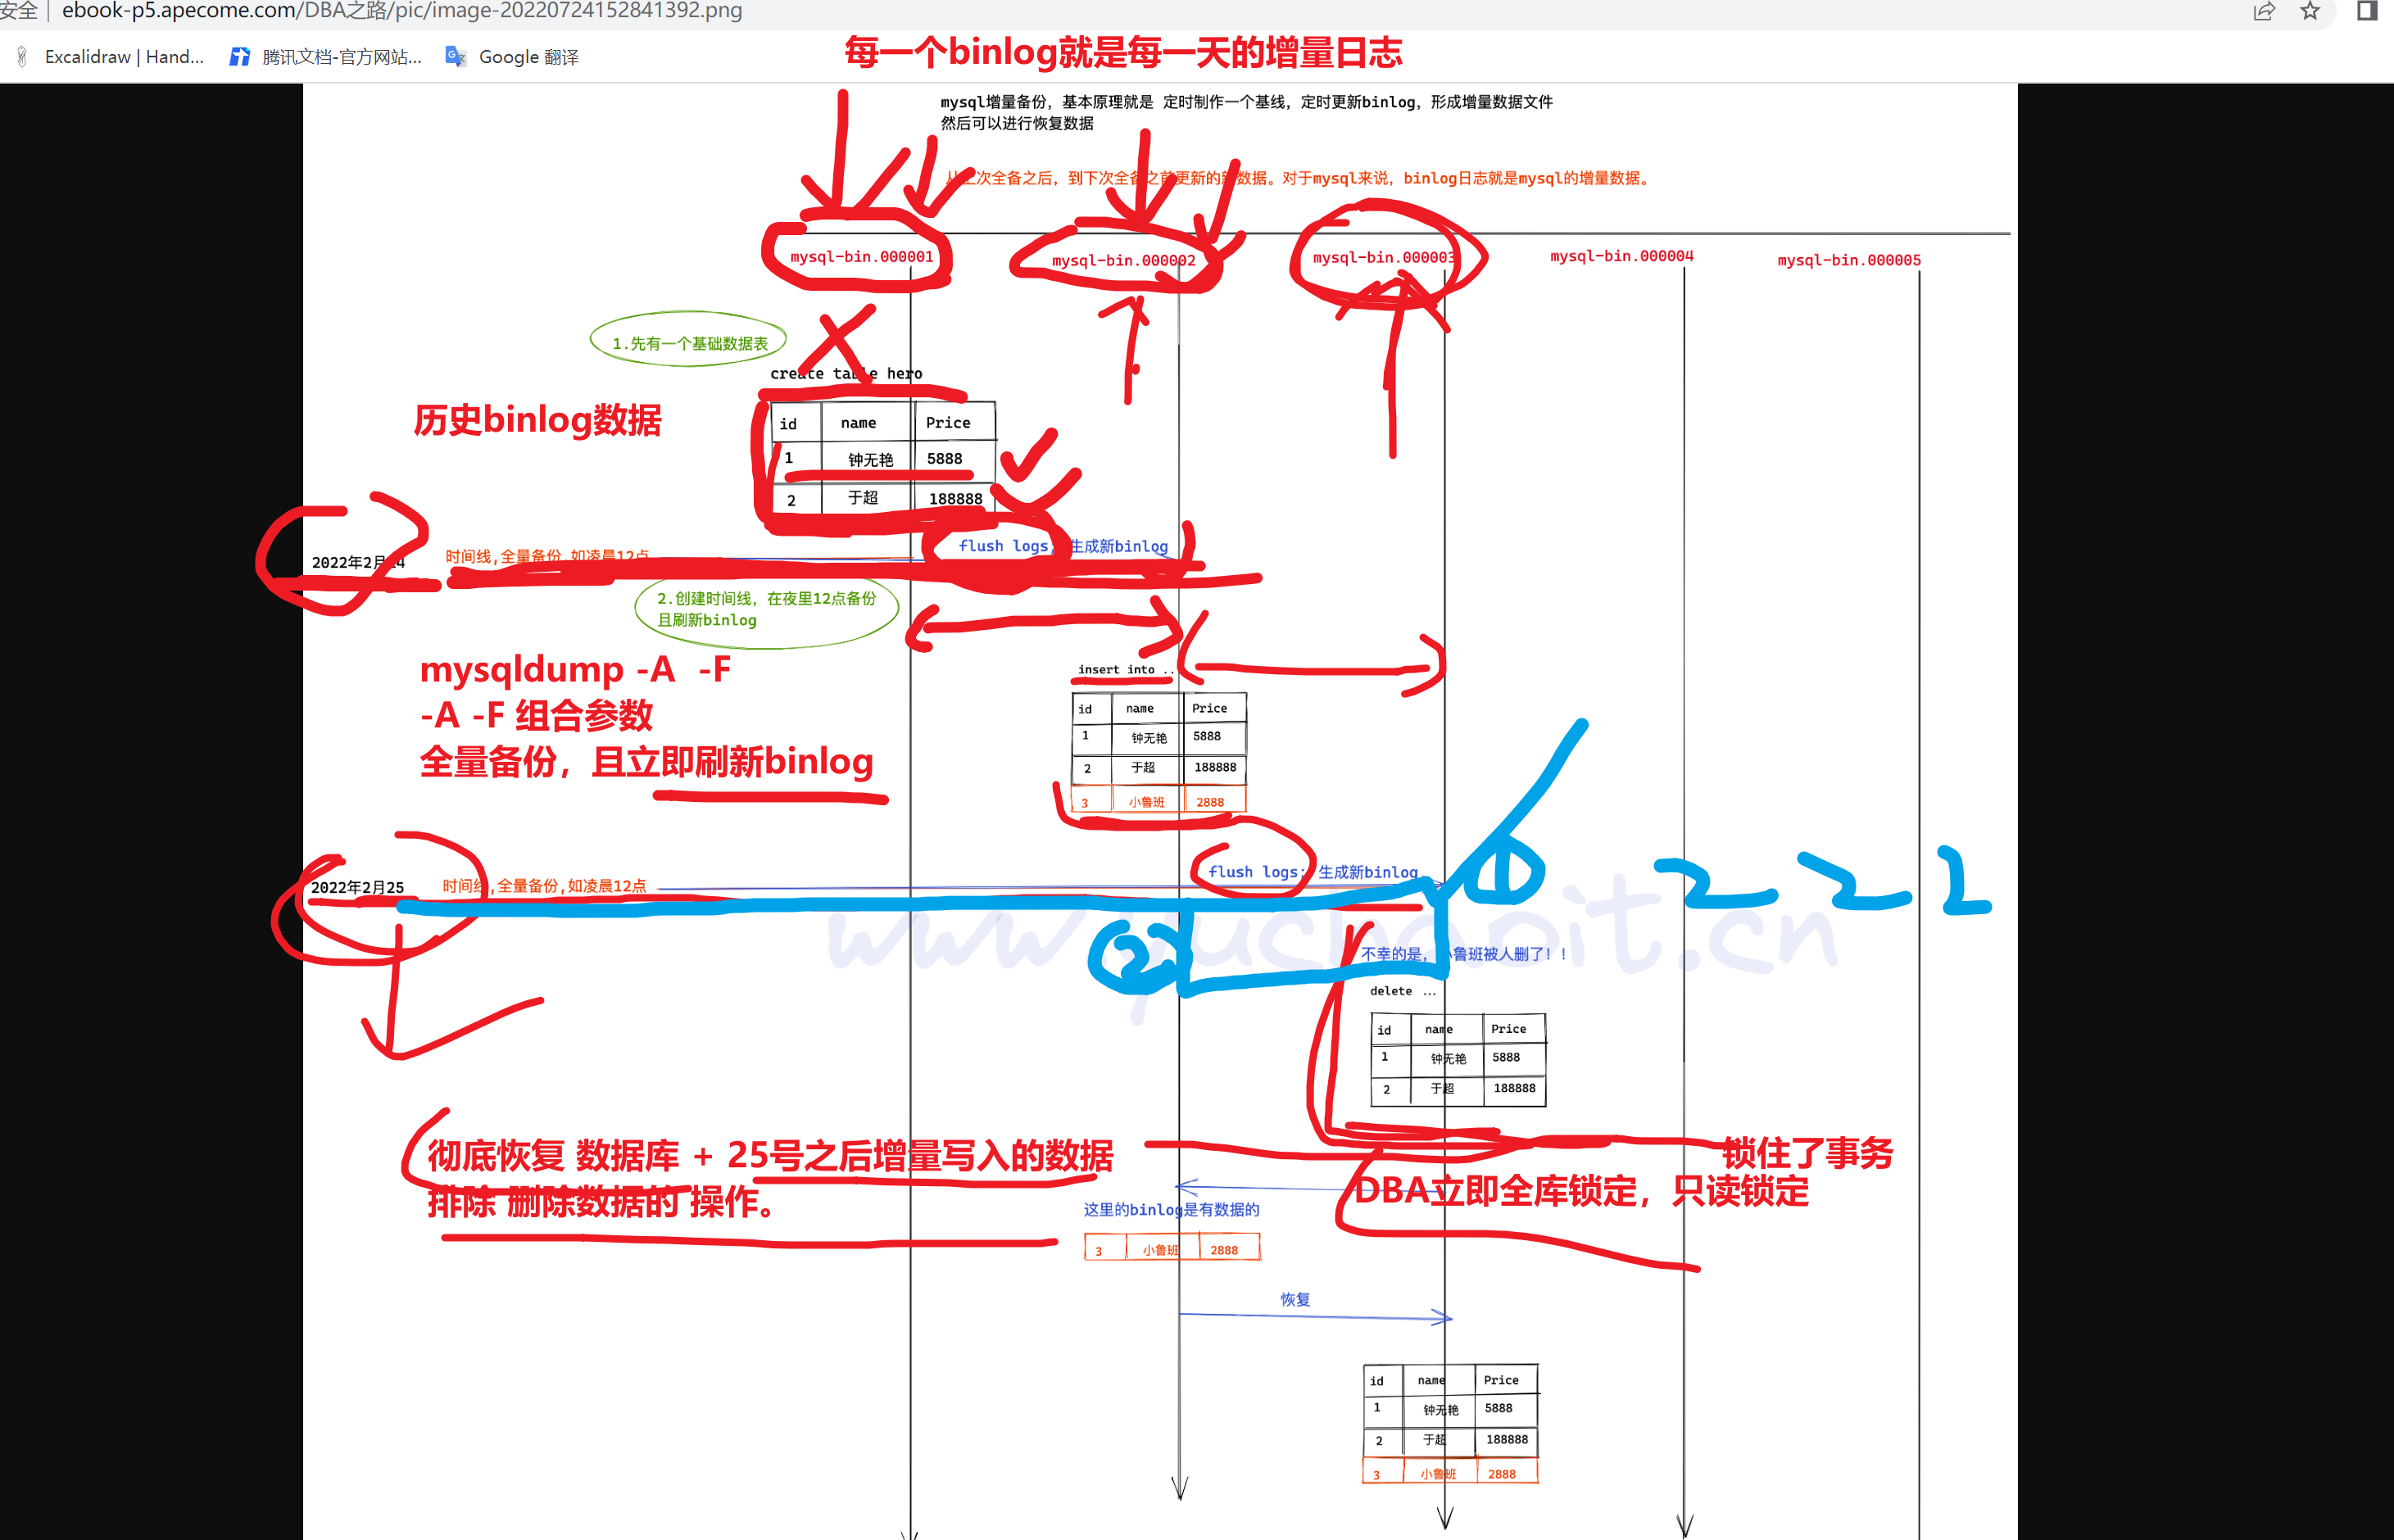 安全 | ebook-p5.apecome.com/DBA之路/pic/image-20220724152841392.png
Excalidraw | Hand... 腾讯文档-官方网站... Google 翻译
每一个binlog就是每一天的增量日志
mysql增量备份，基本原理就是 定时制作一个基线，定时更新binlog，形成增量数据文件
然后可以进行恢复数据
次全备之后，到下次全备之前更新的新数据。对于mysql来说，binlog日志就是mysql的增量数据。
mysql-bin.000001 mysql-bin.000002 mysql-bin.000003 mysql-bin.000004 mysql-bin.000005
1.先有一个基础数据表
create table hero
历史binlog数据
id name Price
1 钟无艳 5888
2 于超 188888
2022年2月24 时间线,全量备份,如凌晨12点 flush logs; 生成新binlog
2.创建时间线，在夜里12点备份
且刷新binlog
mysqldump -A -F
-A -F 组合参数
全量备份，且立即刷新binlog
insert into ..
id name Price
1 钟无艳 5888
2 于超 188888
3 小鲁班 2888
2022年2月25 时间线,全量备份,如凌晨12点 flush logs; 生成新binlog
www.yuchaoit.cn
不幸的是，小鲁班被人删了！！
delete ...
id name Price
1 钟无艳 5888
2 于超 188888
彻底恢复 数据库 + 25号之后增量写入的数据
排除 删除数据的 操作。
锁住了事务
DBA立即全库锁定，只读锁定
这里的binlog是有数据的
3 小鲁班 2888
恢复
id name Price
1 钟无艳 5888
2 于超 188888
3 小鲁班 2888